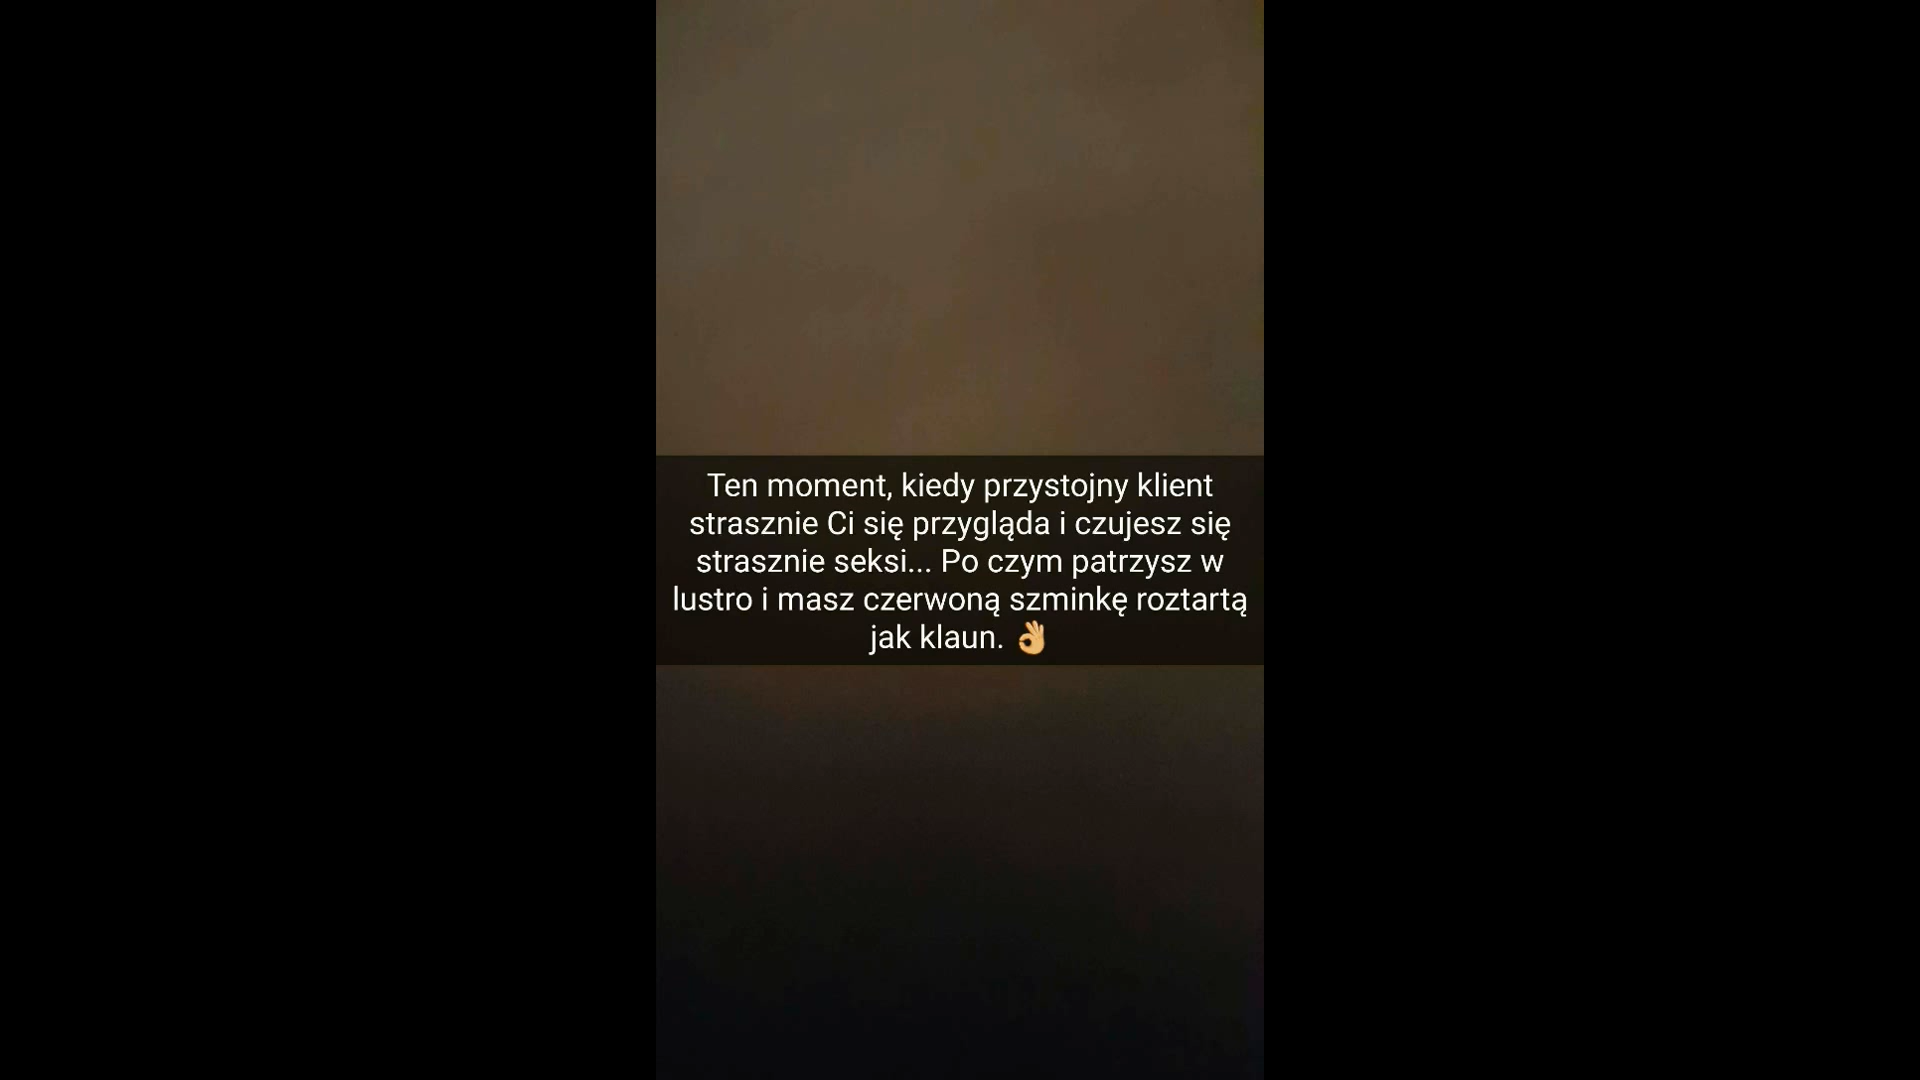 Ten moment, kiedy przystojny klient
strasznie Ci się przygląda i czujesz się
strasznie seksi... Po czym patrzysz w
lustro i masz czerwoną szminkę roztartą
jak klaun. 👌